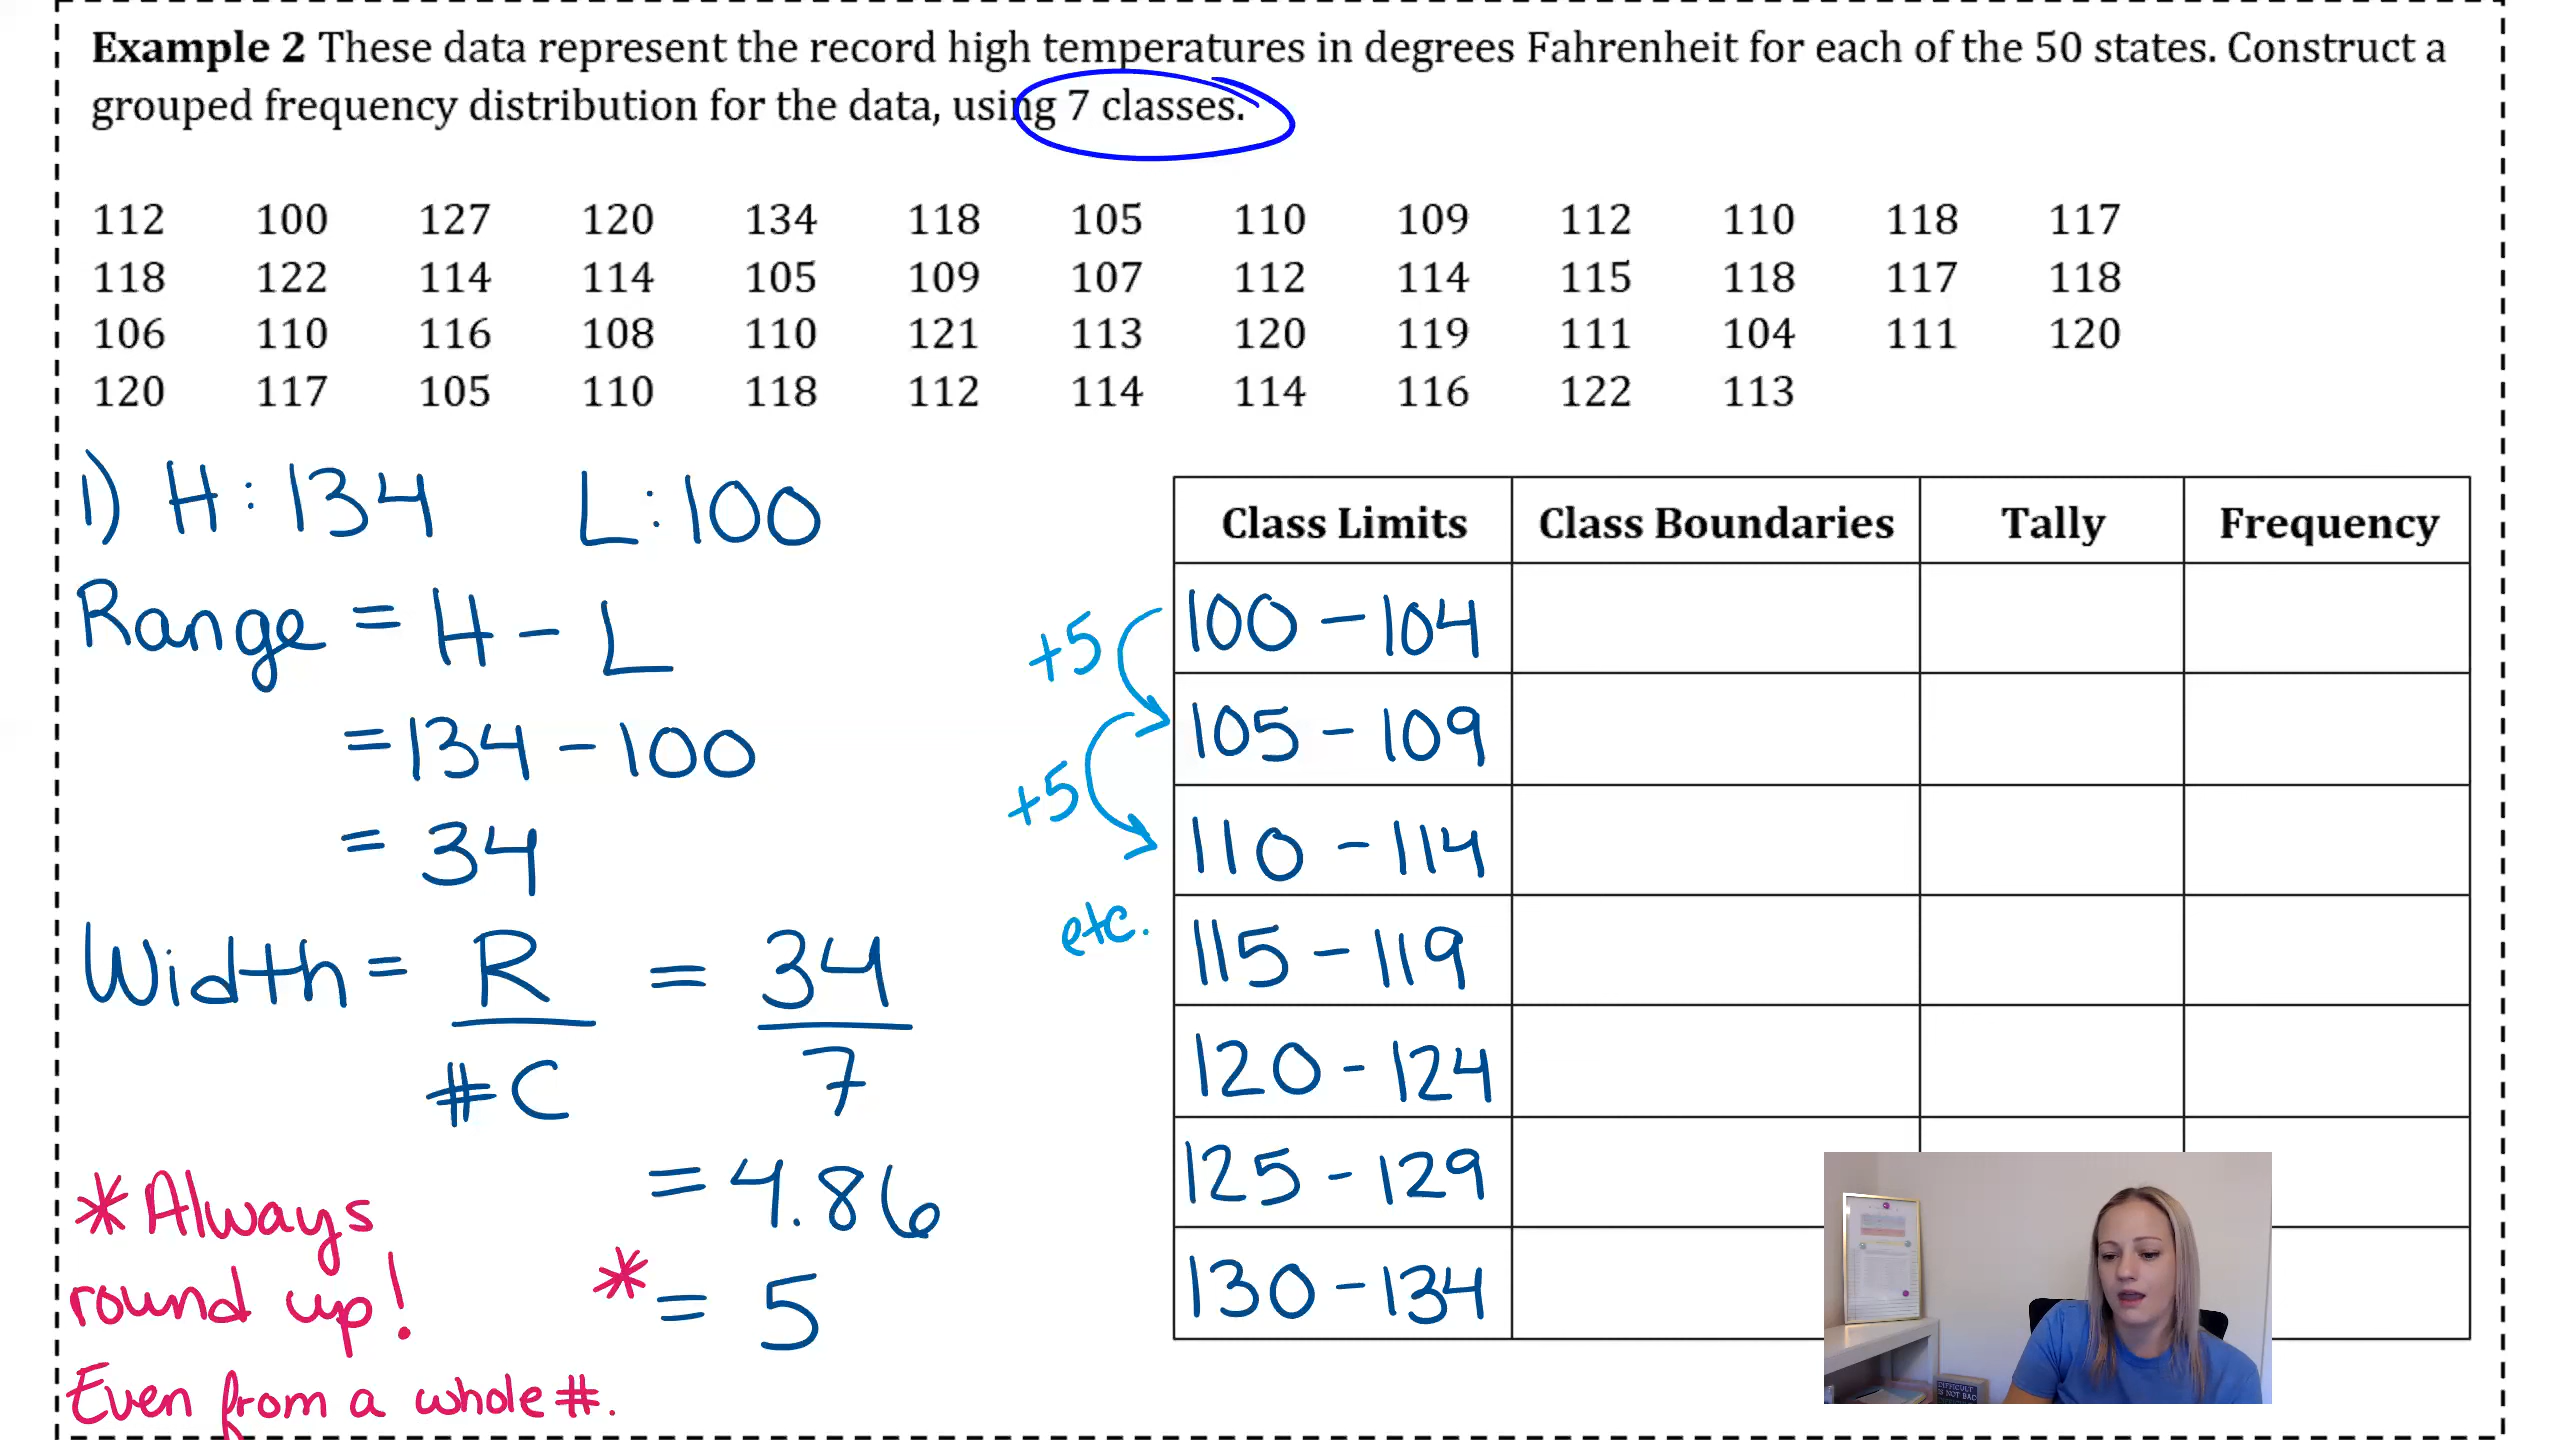 Example 2 These data represent the record high temperatures in degrees Fahrenheit for each of the 50 states. Construct a
grouped frequency distribution for the data, using 7 classes.
112 100 127 120 134 118 105 110 109 112 110 118 117
118 122 114 114 105 109 107 112 114 115 118 117 118
106 110 116 108 110 121 113 120 119 111 104 111 120
120 117 105 110 118 112 114 114 116 122 113
1) H: 134 L: 100
Range = H - L
= 134 - 100
= 34
Width = R / #C = 34 / 7
= 4.86
* = 5
*Always
round up!
Even from a whole #.
+5
+5
etc.
Class Limits Class Boundaries Tally Frequency
100 - 104
105 - 109
110 - 114
115 - 119
120 - 124
125 - 129
130 - 134
DIFFICULT
IS NOT BAD